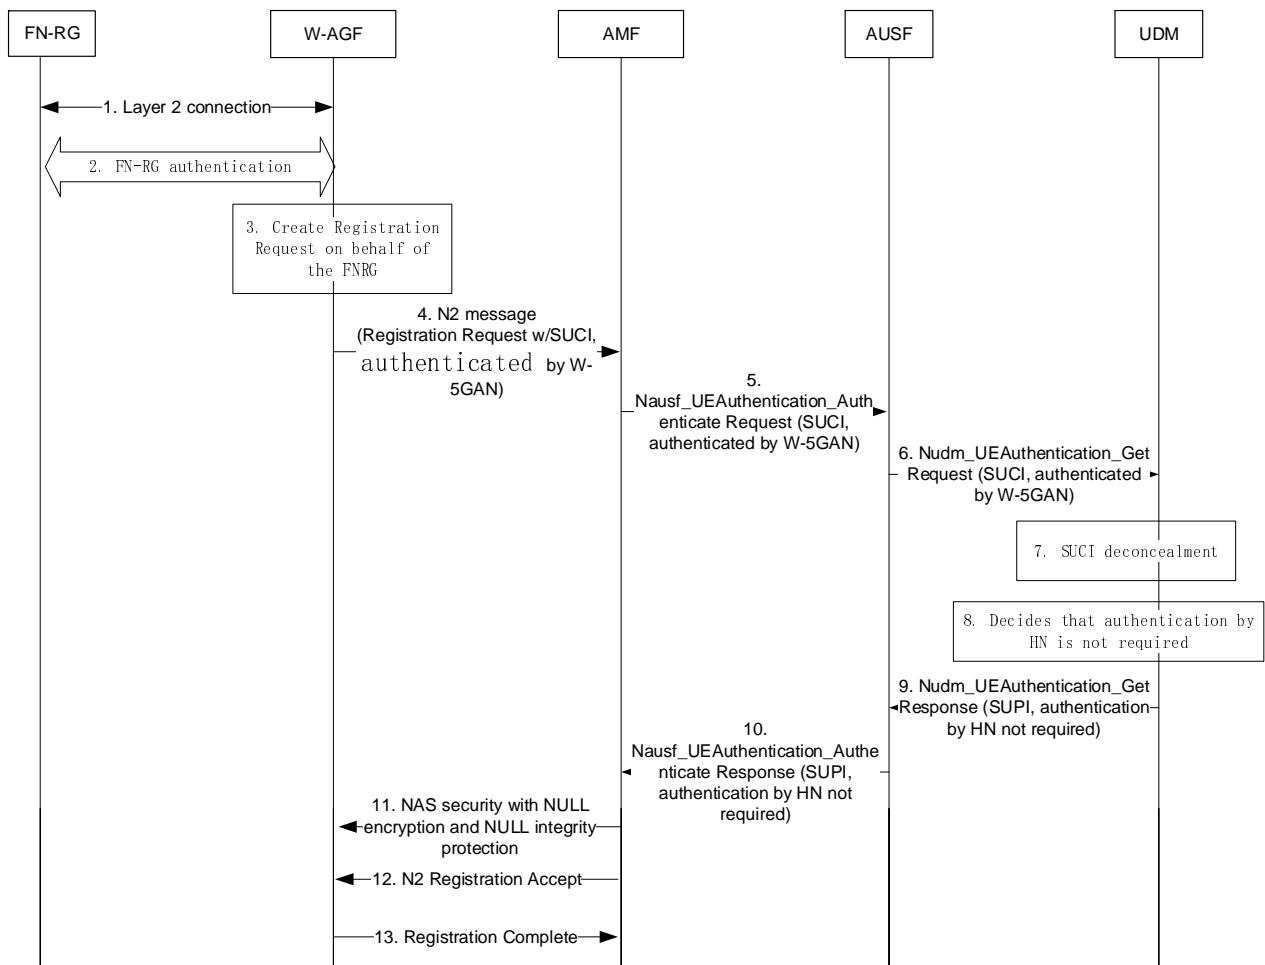 FN-RG
W-AGF
AMF
AUSF
UDM
1. Layer 2 connection
2. FN-RG authentication
3. Create Registration
Request on behalf of
the FNRG
4. N2 message
(Registration Request w/SUCI,
authenticated by W-
5GAN)
5.
Nausf_UEAuthentication_Auth
enticate Request (SUCI,
authenticated by W-5GAN)
6. Nudm_UEAuthentication_Get
Request (SUCI, authenticated
by W-5GAN)
7. SUCI deconcealment
8. Decides that authentication by
HN is not required
9. Nudm_UEAuthentication_Get
Response (SUPI, authentication
by HN not required)
10.
Nausf_UEAuthentication_Authe
nticate Response (SUPI,
authentication by HN not
required)
11. NAS security with NULL
encryption and NULL integrity
protection
12. N2 Registration Accept
13. Registration Complete